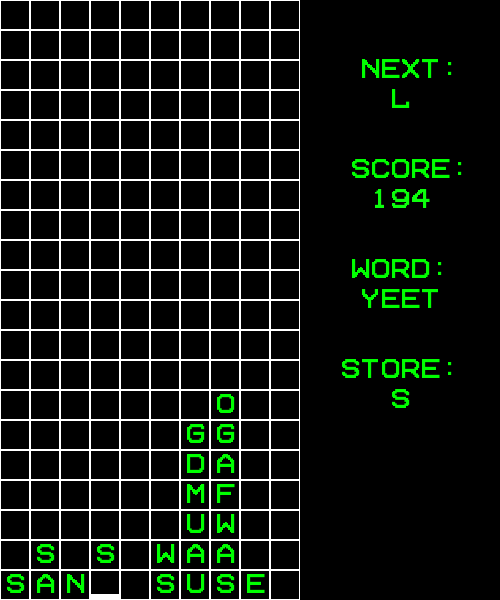 NEXT:
L
SCORE:
194
WORD:
YEET
STORE:
S
O
G G
D A
M F
U W
S S W A A
S A N S U S E